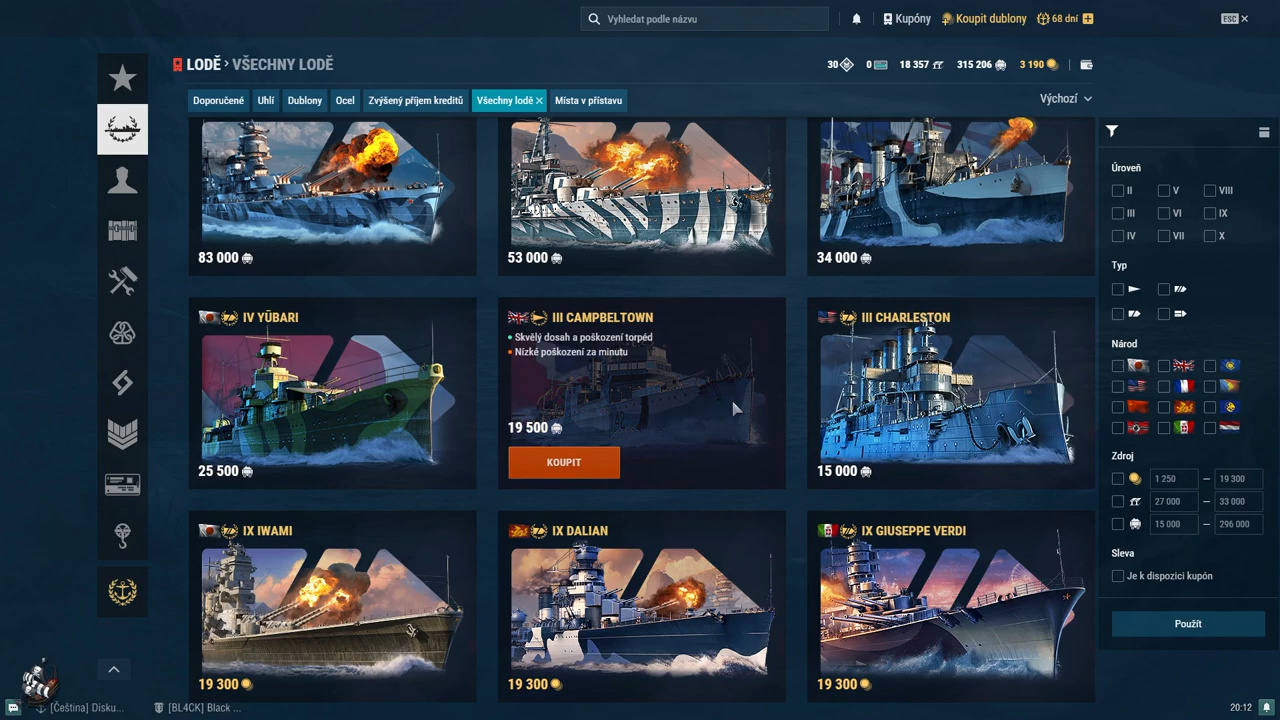 Vyhledat podle názvu
Kupóny
Koupit dublony
68 dní
ESC
LODĚ › VŠECHNY LODĚ
30
0
18 357
315 206
3 190
Doporučené
Uhlí
Dublony
Ocel
Zvýšený příjem kreditů
Všechny lodě
Místa v přístavu
Výchozí
83 000
53 000
34 000
IV YŪBARI
25 500
III CAMPBELTOWN
Skvělý dosah a poškození torpéd
Nízké poškození za minutu
19 500
KOUPIT
III CHARLESTON
15 000
IX IWAMI
19 300
IX DALIAN
19 300
IX GIUSEPPE VERDI
19 300
Úroveň
II V VIII
III VI IX
IV VII X
Typ
Národ
Zdroj
1 250 — 19 300
27 000 — 33 000
15 000 — 296 000
Sleva
Je k dispozici kupón
Použít
[Čeština] Disku...
[BL4CK] Black ...
20:12